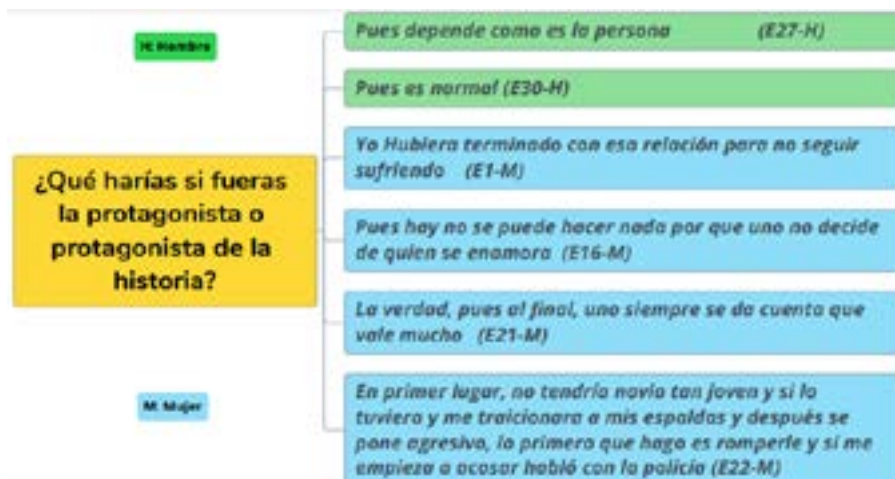 H: Hombre
¿Qué harías si fueras
la protagonista o
protagonista de la
historia?
M: Mujer
Pues depende como es la persona (E27-H)
Pues es normal (E30-H)
Yo Hubiera terminado con esa relación para no seguir
sufriendo (E1-M)
Pues hay no se puede hacer nada por que uno no decide
de quien se enamora (E16-M)
La verdad, pues al final, uno siempre se da cuenta que
vale mucho (E21-M)
En primer lugar, no tendría novio tan joven y si lo
tuviera y me traicionara a mis espaldas y después se
pone agresivo, lo primero que hago es romperle y si me
empieza a acosar habló con la policía (E22-M)